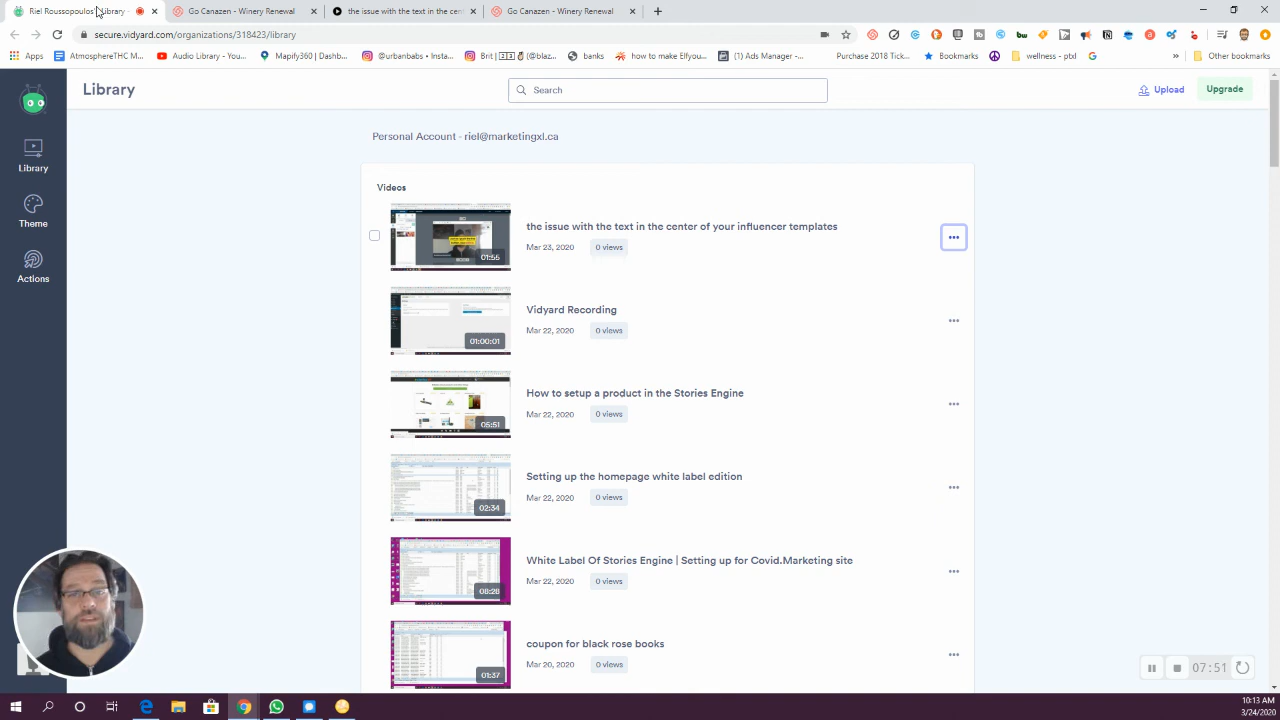 Riel Rousopoulos Library -
Go Canazen - Winery Renewal
the issue with the text in the cen
Go Canazen - Winery Renewal
secure.vidyard.com/organizations/318423/library
Apps
AtmosphereTHC M...
Audio Library - You...
Mapify360 | Dashb...
@urbanbabs • Insta...
Brit | 1 3 @blaz...
banks
how to make Elfyou...
(1) Ads Manager - ...
Purchase 2018 Tick...
Bookmarks
wellness - ptxl
»
Other bookmarks
Library
Search
Upload
Upgrade
Personal Account - riel@marketingxl.ca
Library
Theme
Actions
Videos
the issue with the text in the center of your influencer templates
Mar 23, 2020
0 views
01:55
Vidyard Recording
Mar 22, 2020
0 views
01:00:01
How to setup a product in the Stories Engine
Mar 22, 2020
0 views
05:51
Setting up the homepage white label edition
Mar 22, 2020
0 views
02:34
White Label Of Stories Engine - setting up for Covid.Marketing site
Mar 22, 2020
0 views
08:28
coupon for black rose books
Mar 20, 2020
0 views
01:37
07:51
10:13 AM
3/24/2020